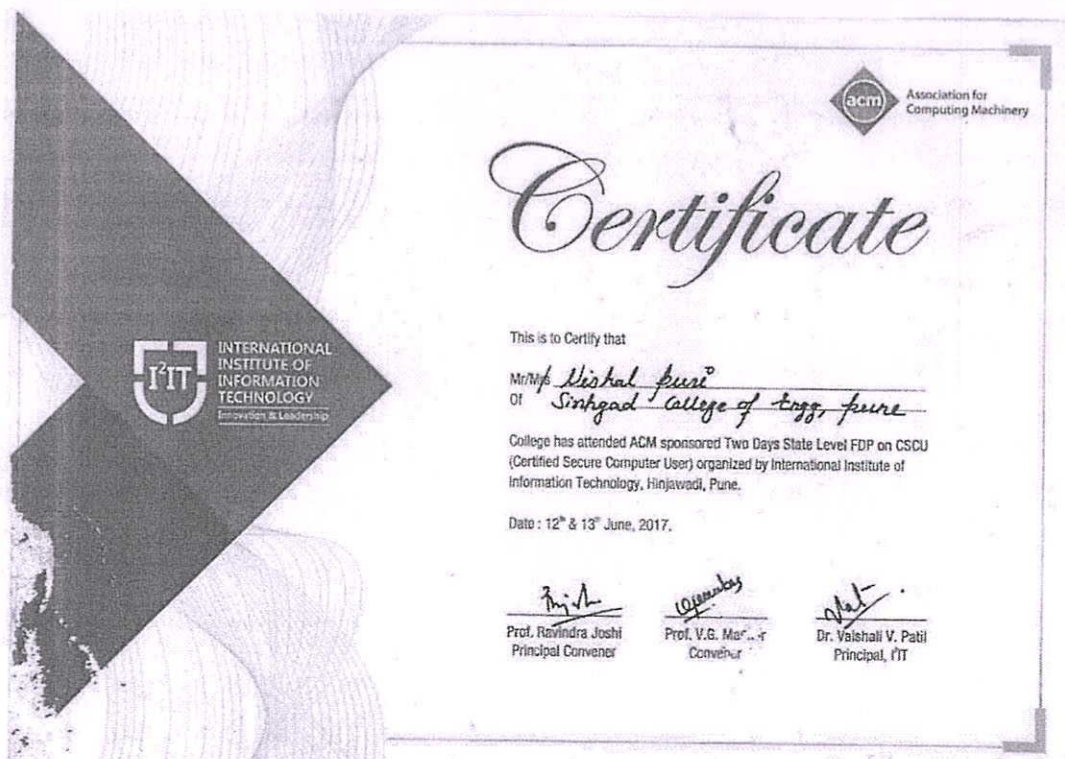 acm
Association for
Computing Machinery
Certificate
I²IT
INTERNATIONAL
INSTITUTE OF
INFORMATION
TECHNOLOGY
Innovation & Leadership
This is to Certify that
Mr/Mrs Vishal Puri
Of Sinhgad College of Engg, Pune
College has attended ACM sponsored Two Days State Level FDP on CSCU
(Certified Secure Computer User) organized by International Institute of
Information Technology, Hinjawadi, Pune.
Date : 12th & 13th June, 2017.
Prof. Ravindra Joshi
Principal Convener
Prof. V.G.
Convener
Dr. Vaishali V. Patil
Principal, I²IT